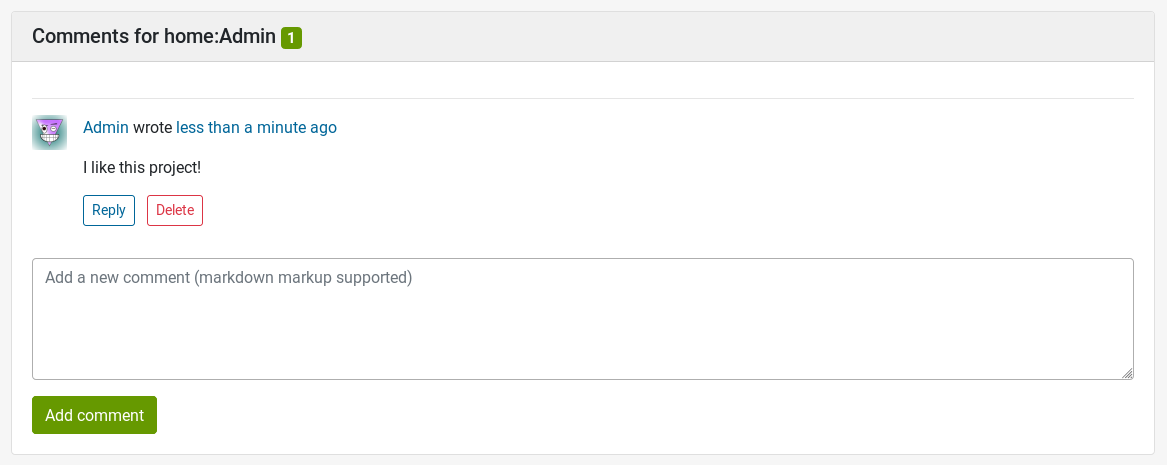 Comments for home:Admin 1
Admin wrote less than a minute ago
I like this project!
Reply Delete
Add a new comment (markdown markup supported)
Add comment